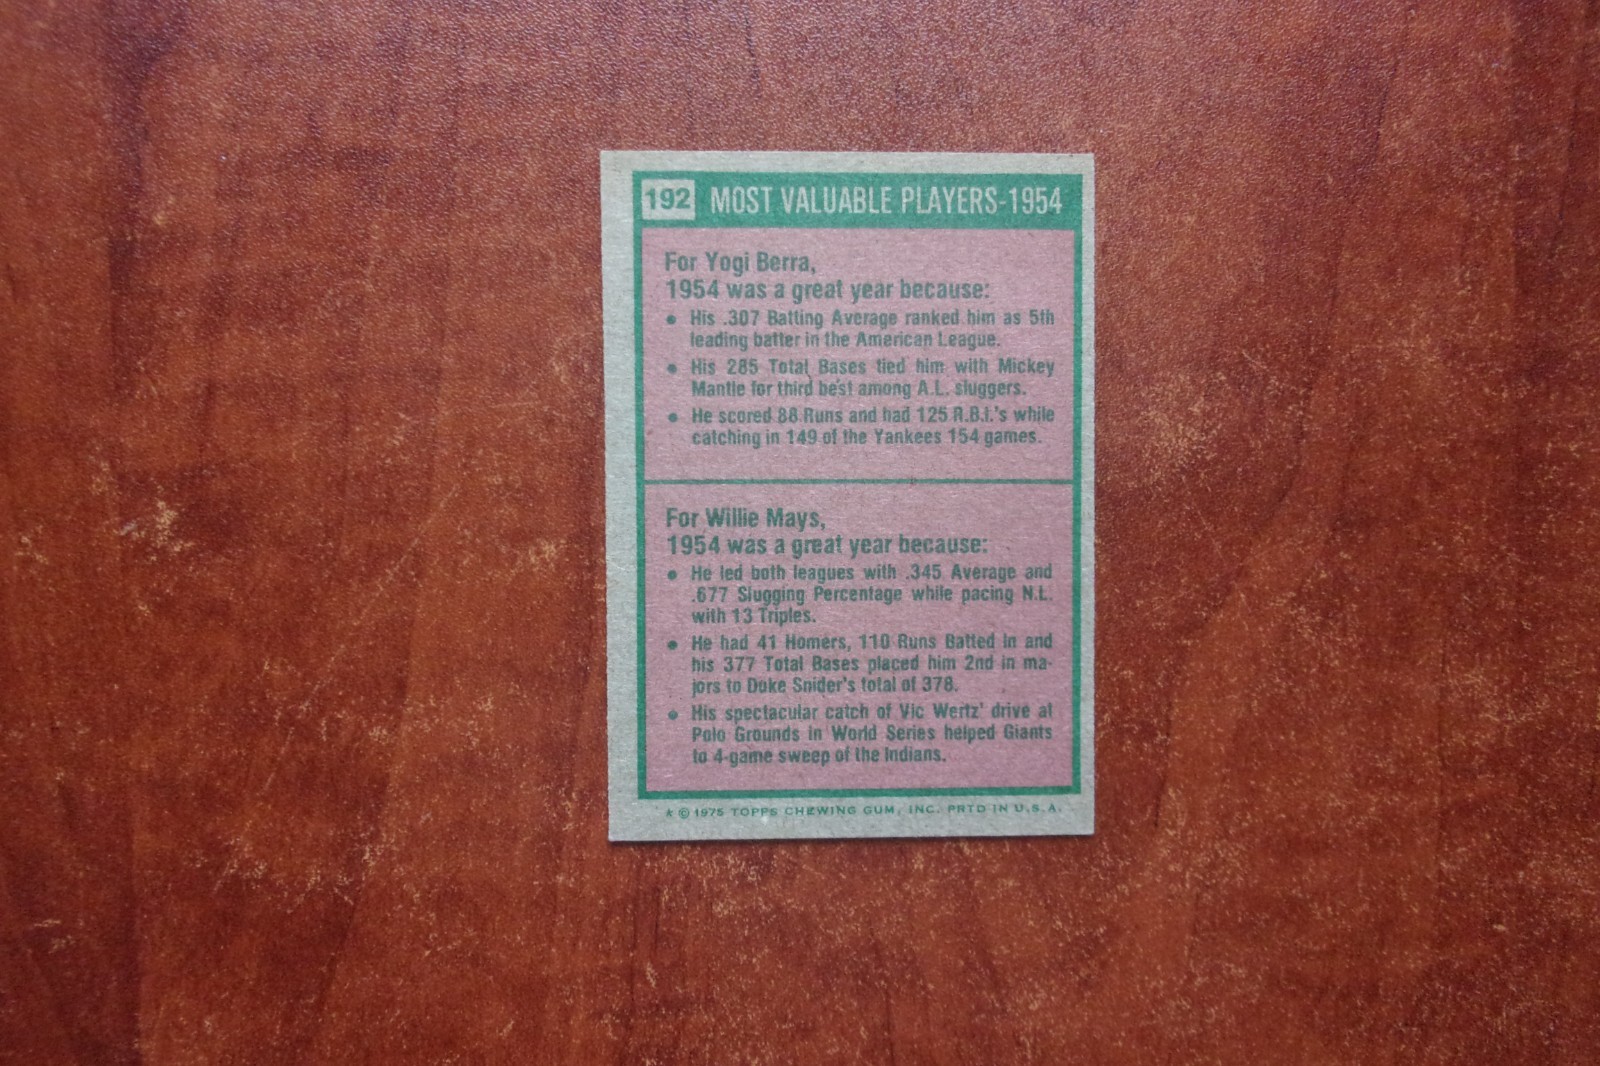 192 MOST VALUABLE PLAYERS-1954
For Yogi Berra,
1954 was a great year because:
• His .307 Batting Average ranked him as 5th
leading batter in the American League.
• His 285 Total Bases tied him with Mickey
Mantle for third best among A.L. sluggers.
• He scored 88 Runs and had 125 R.B.I.'s while
catching in 149 of the Yankees 154 games.
For Willie Mays,
1954 was a great year because:
• He led both leagues with .345 Average and
.677 Slugging Percentage while pacing N.L.
with 13 Triples.
• He had 41 Homers, 110 Runs Batted In and
his 377 Total Bases placed him 2nd in ma-
jors to Duke Snider's total of 378.
• His spectacular catch of Vic Wertz' drive at
Polo Grounds in World Series helped Giants
to 4-game sweep of the Indians.
* © 1975 TOPPS CHEWING GUM, INC. PRTD IN U.S.A.